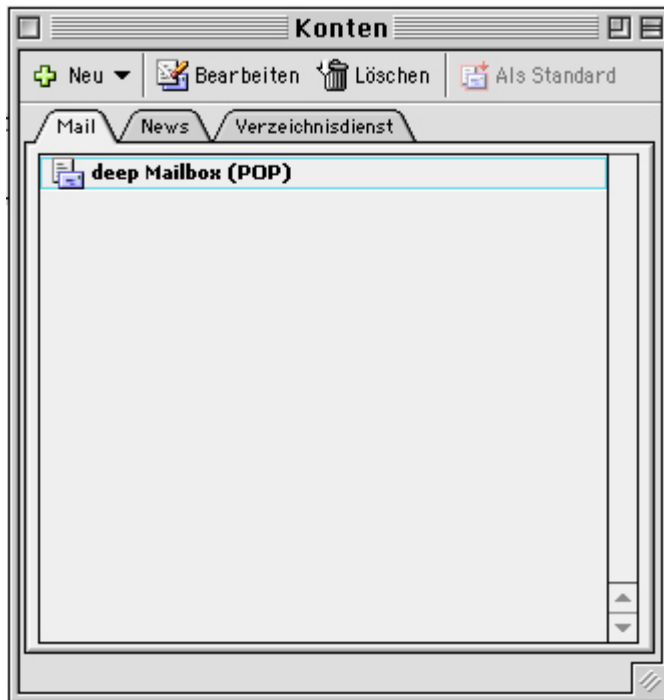 Konten
Neu Bearbeiten Löschen Als Standard
Mail News Verzeichnisdienst
deep Mailbox (POP)